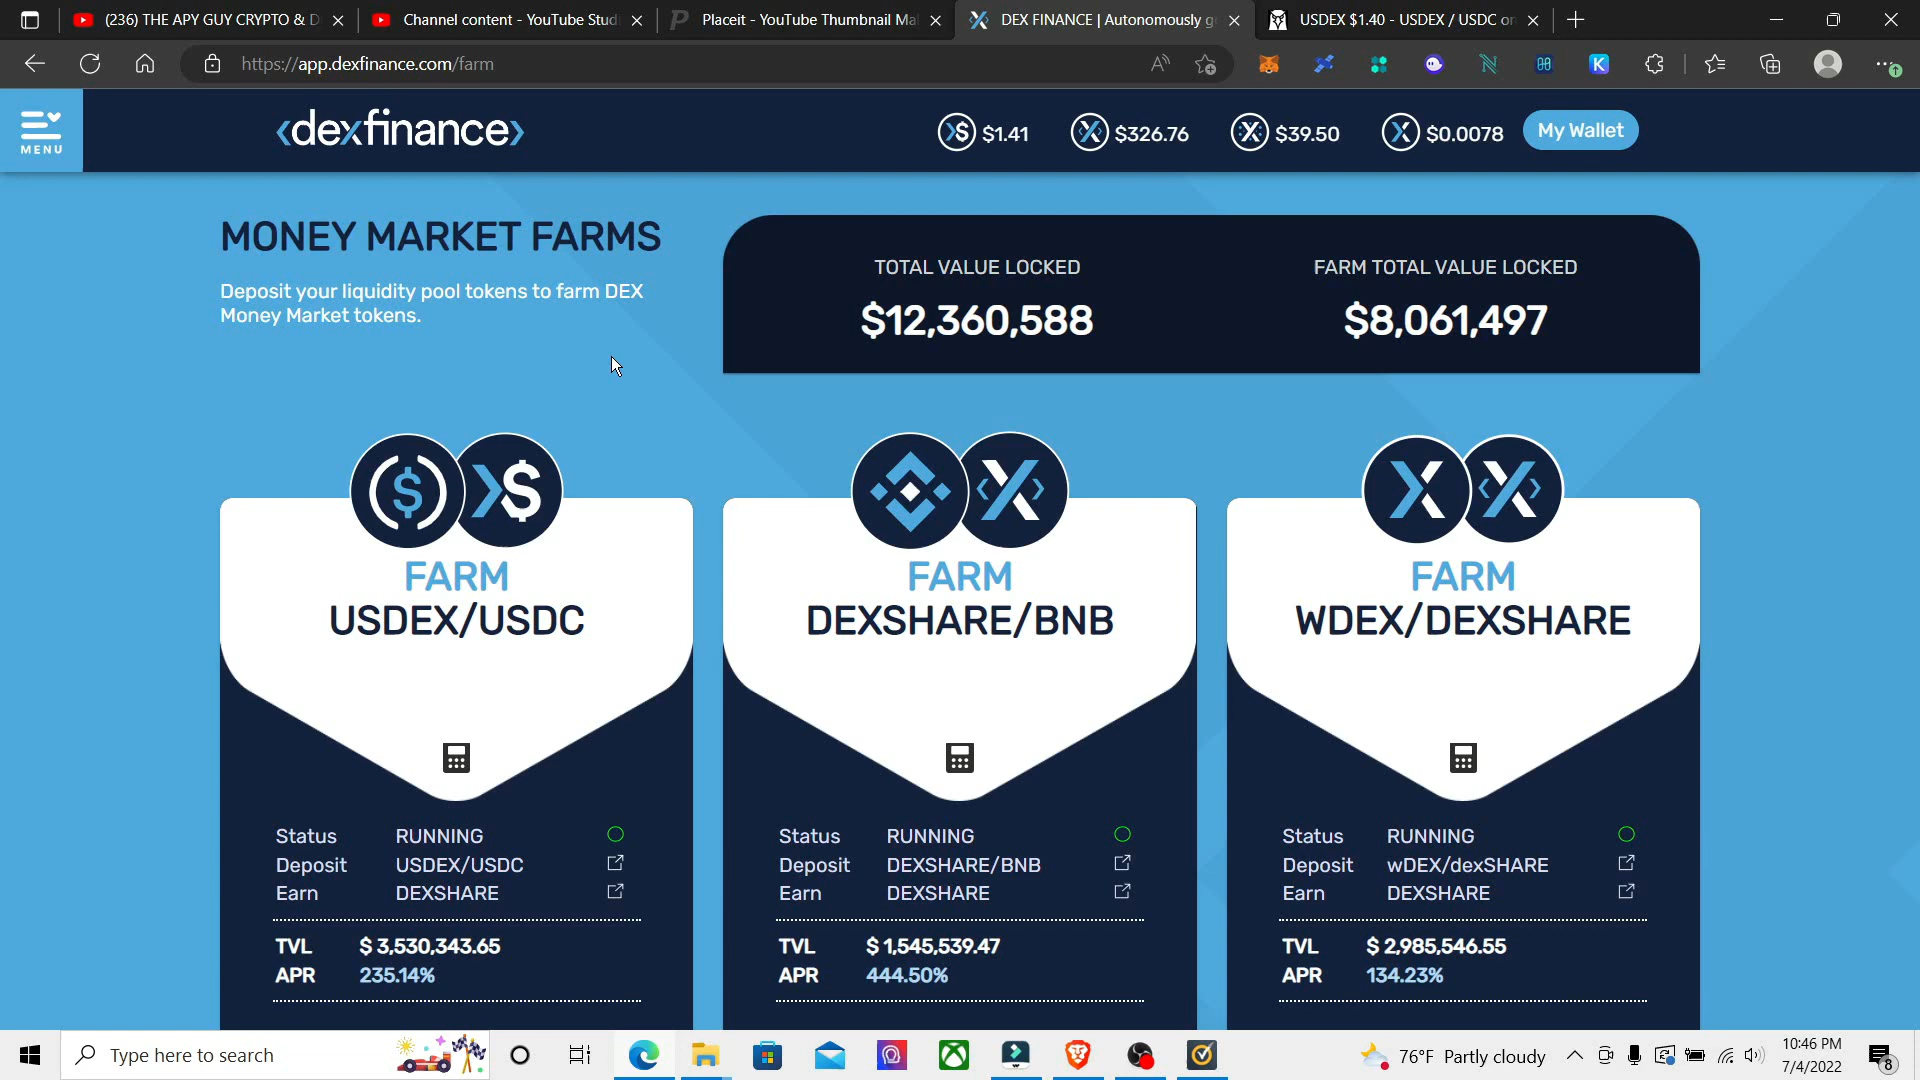 (236) THE APY GUY CRYPTO & D
Channel content - YouTube Stud
Placeit - YouTube Thumbnail Ma
DEX FINANCE | Autonomously g
USDEX $1.40 - USDEX / USDC on
https://app.dexfinance.com/farm
MENU
dexfinance
$1.41
$326.76
$39.50
$0.0078
My Wallet
MONEY MARKET FARMS
Deposit your liquidity pool tokens to farm DEX
Money Market tokens.
TOTAL VALUE LOCKED
$12,360,588
FARM TOTAL VALUE LOCKED
$8,061,497
FARM
USDEX/USDC
Status RUNNING
Deposit USDEX/USDC
Earn DEXSHARE
TVL $ 3,530,343.65
APR 235.14%
FARM
DEXSHARE/BNB
Status RUNNING
Deposit DEXSHARE/BNB
Earn DEXSHARE
TVL $ 1,545,539.47
APR 444.50%
FARM
WDEX/DEXSHARE
Status RUNNING
Deposit wDEX/dexSHARE
Earn DEXSHARE
TVL $ 2,985,546.55
APR 134.23%
Type here to search
76°F Partly cloudy
10:46 PM
7/4/2022
8